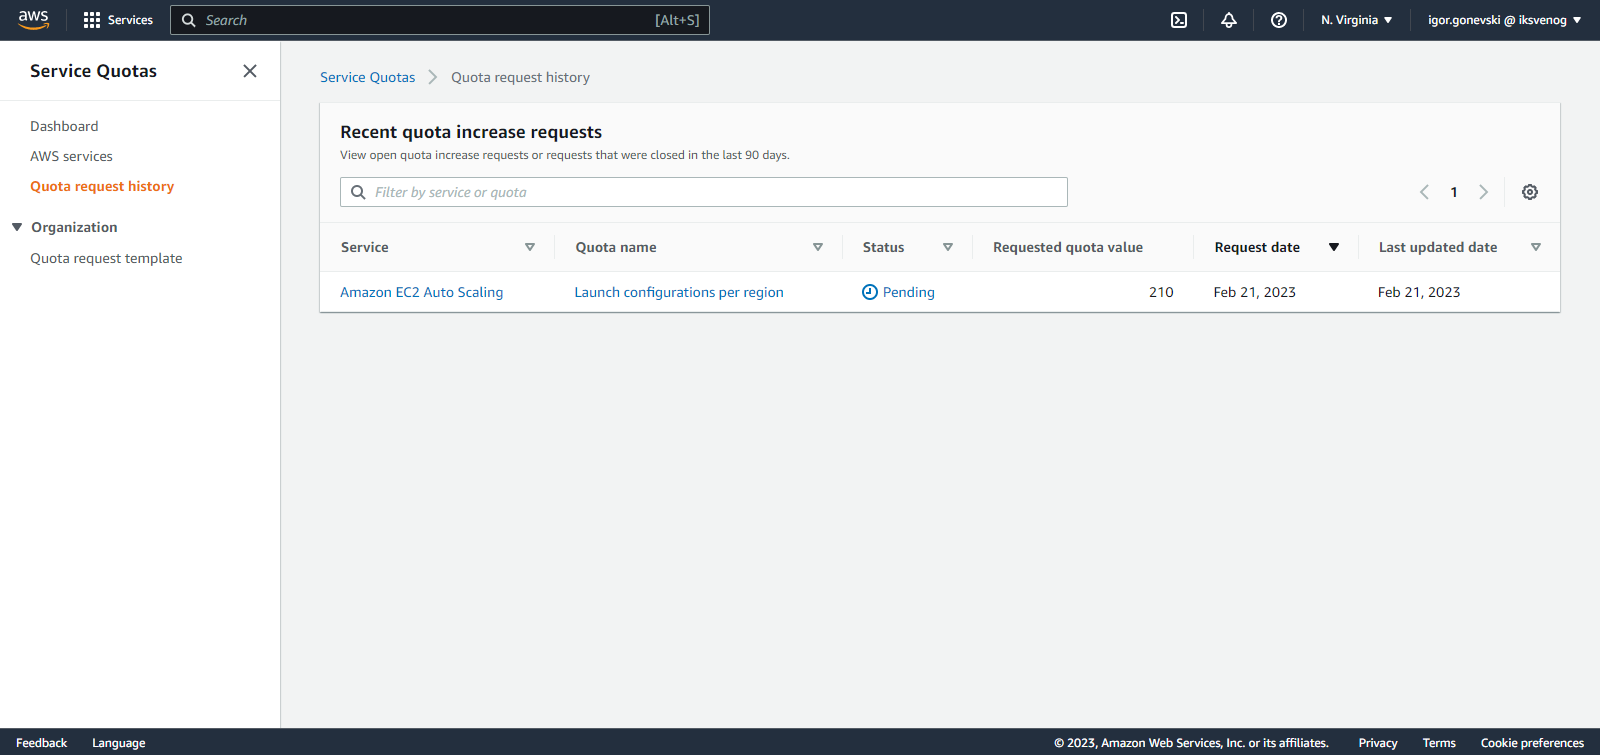 aws Services Search [Alt+S] N. Virginia igor.gonevski @ iksvenog
Service Quotas
Dashboard
AWS services
Quota request history
Organization
Quota request template
Service Quotas Quota request history
Recent quota increase requests
View open quota increase requests or requests that were closed in the last 90 days.
Filter by service or quota 1
Service Quota name Status Requested quota value Request date Last updated date
Amazon EC2 Auto Scaling Launch configurations per region Pending 210 Feb 21, 2023 Feb 21, 2023
Feedback Language © 2023, Amazon Web Services, Inc. or its affiliates. Privacy Terms Cookie preferences